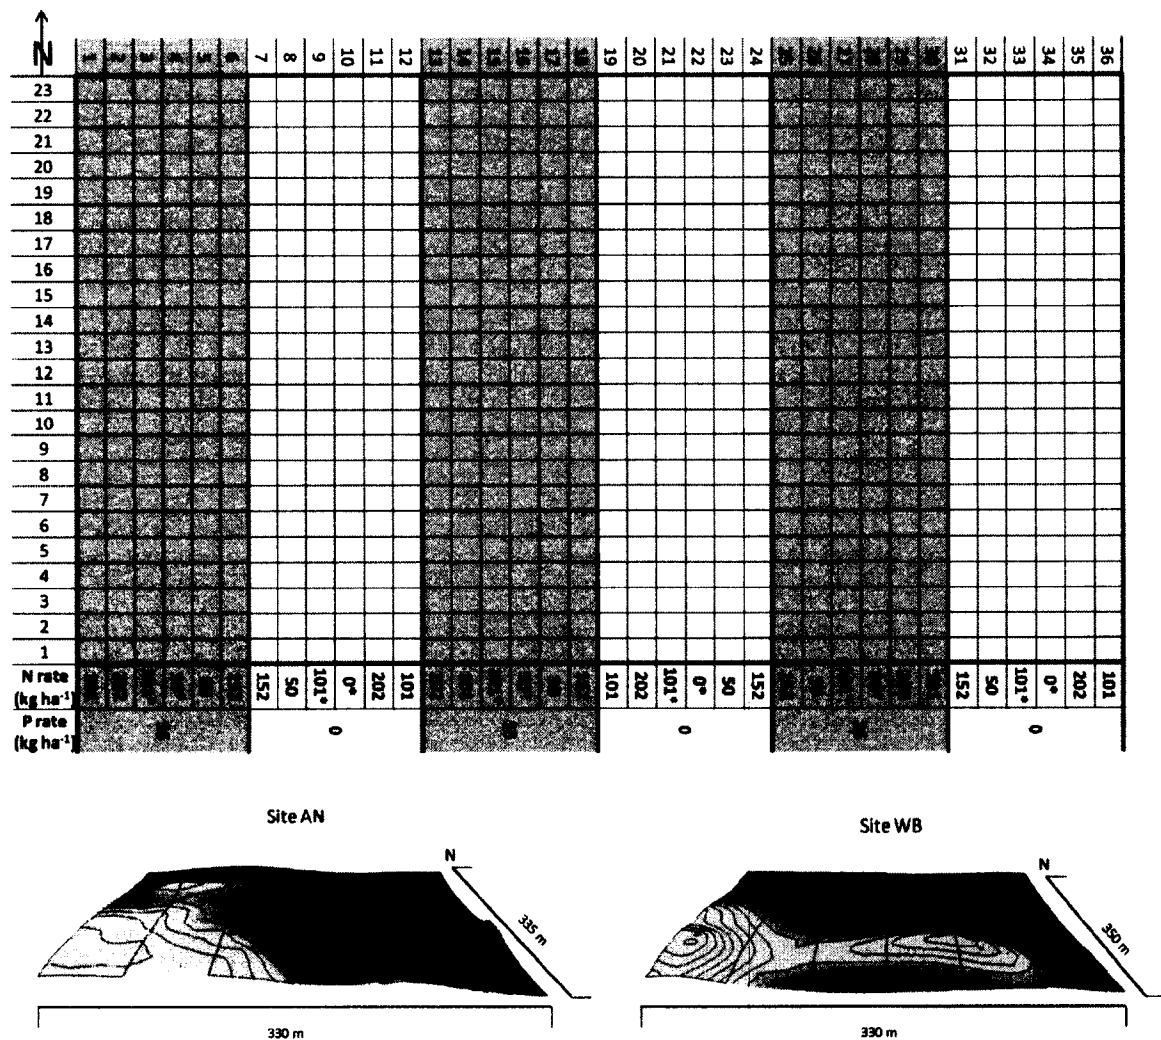 N
1 2 3 4 5 6 7 8 9 10 11 12 13 14 15 16 17 18 19 20 21 22 23 24 25 26 27 28 29 30 31 32 33 34 35 36
23
22
21
20
19
18
17
16
15
14
13
12
11
10
9
8
7
6
5
4
3
2
1
N rate (kg ha⁻¹) 152 50 101* 0* 202 101 101 202 101* 0* 50 152 152 50 101* 0* 202 101
P rate (kg ha⁻¹) 0 0 0
Site AN
Site WB
N
N
335 m
350 m
330 m
330 m